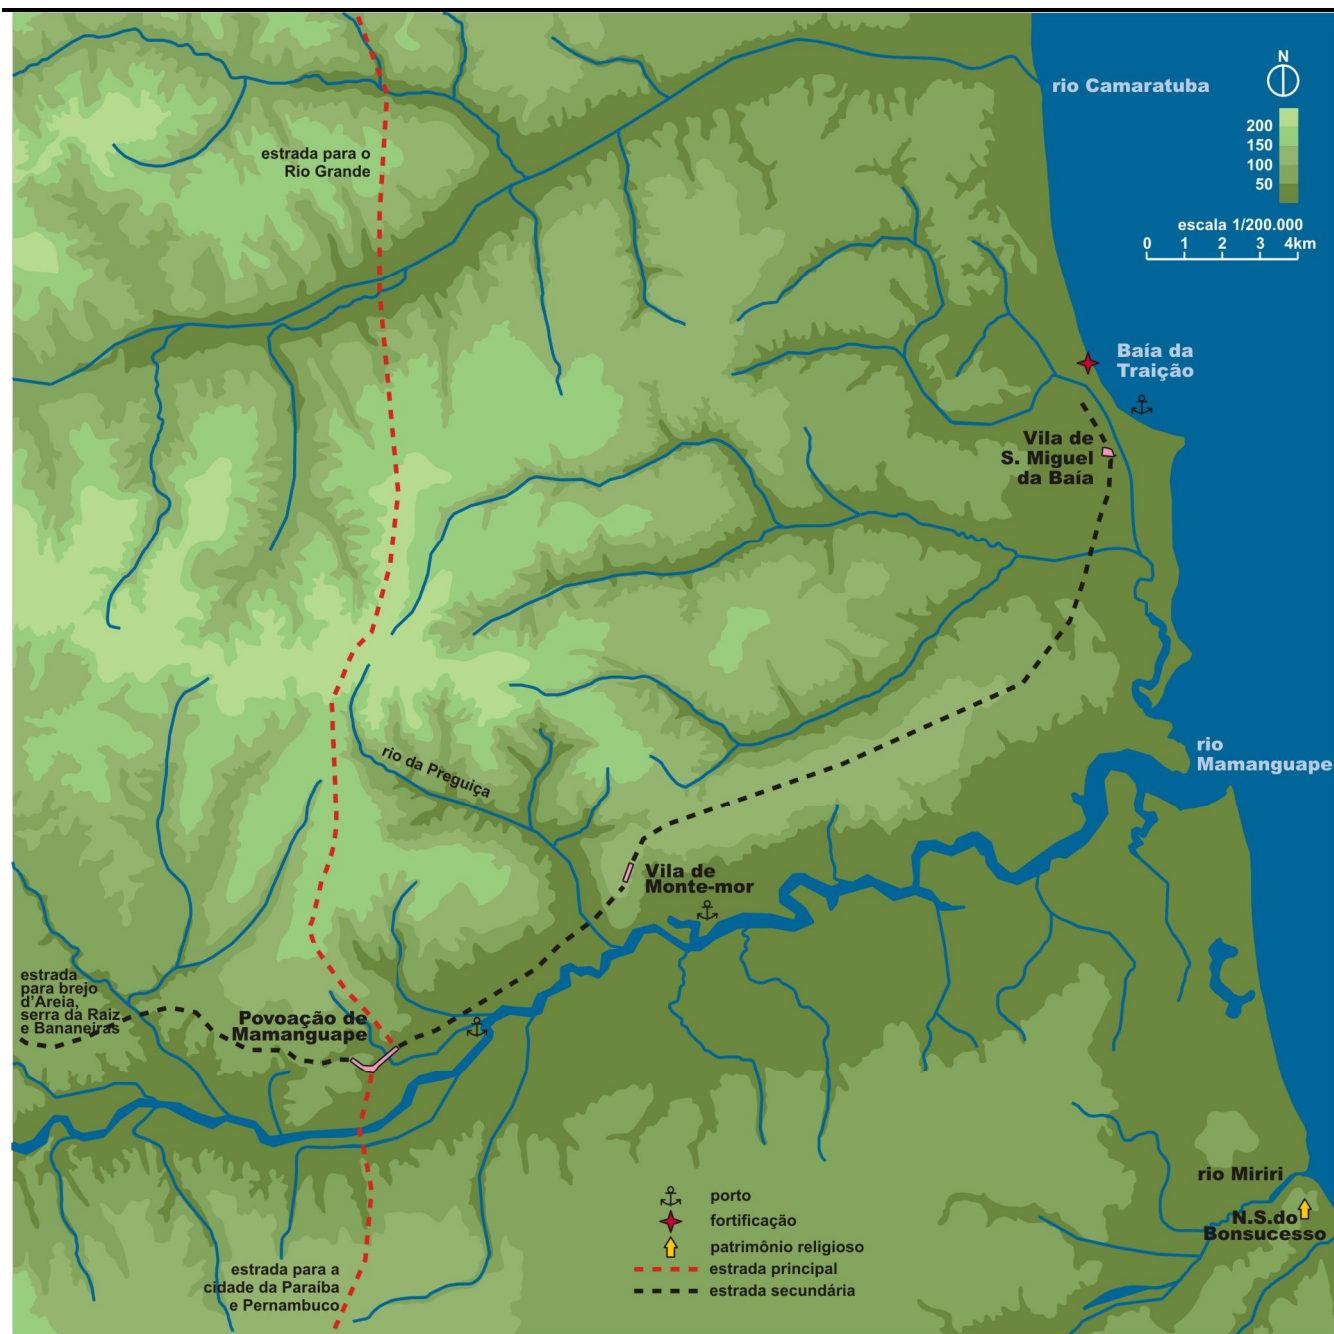 N
rio Camaratuba
200
150
100
50
escala 1/200.000
0 1 2 3 4km
estrada para o
Rio Grande
Baía da
Traição
Vila de
S. Miguel
da Baía
rio
Mamanguape
rio da Preguiça
Vila de
Monte-mor
estrada
para brejo
d'Areia,
serra da Raiz
e Bananeiras
Povoação de
Mamanguape
rio Miriri
N.S.do
Bonsucesso
porto
fortificação
patrimônio religioso
estrada principal
estrada secundária
estrada para a
cidade da Paraíba
e Pernambuco